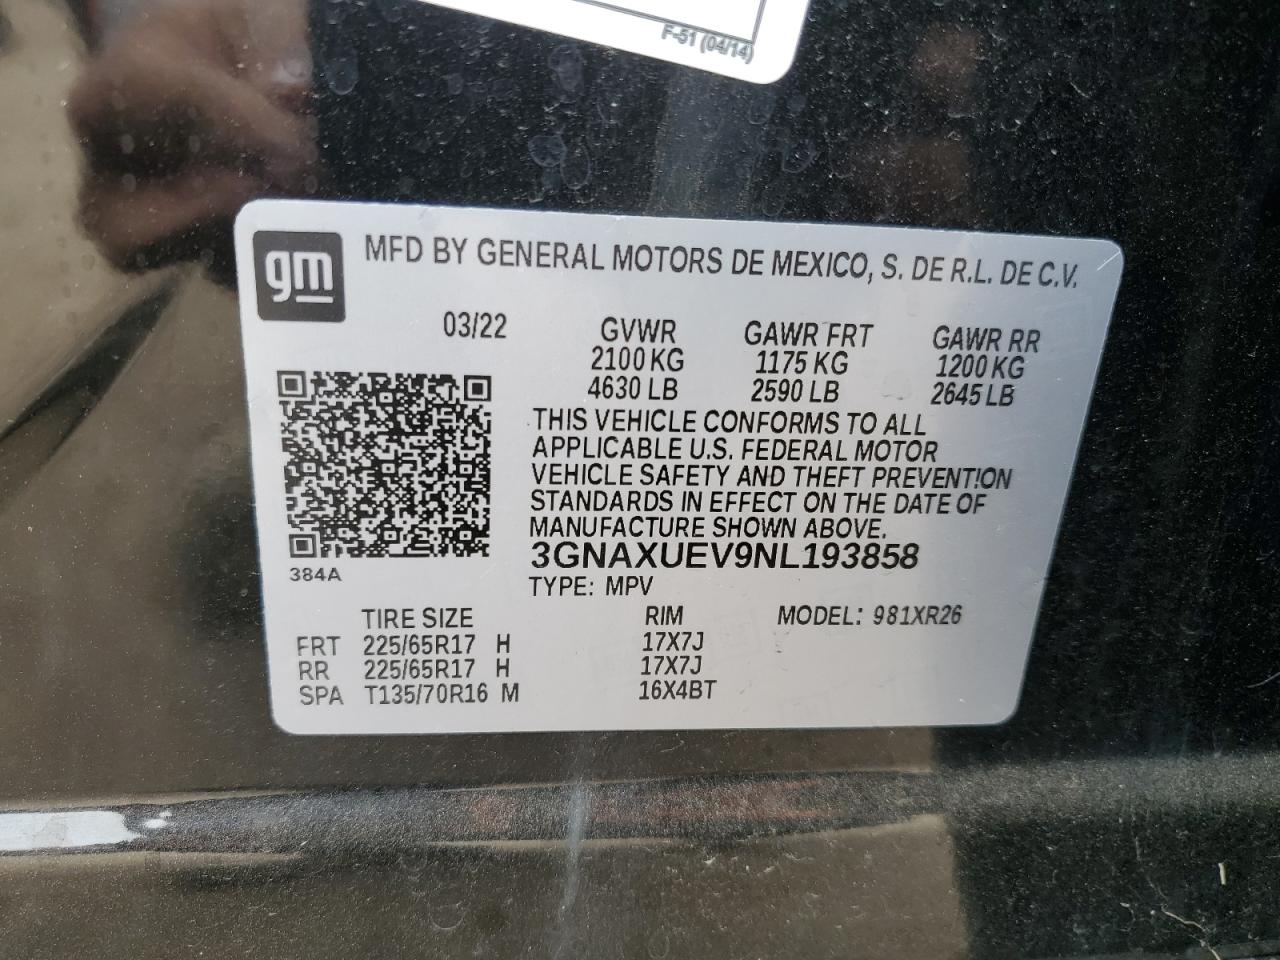 F-51 (04/14)
gm
MFD BY GENERAL MOTORS DE MEXICO, S. DE R.L. DE C.V.
03/22 GVWR GAWR FRT GAWR RR
2100 KG 1175 KG 1200 KG
4630 LB 2590 LB 2645 LB
THIS VEHICLE CONFORMS TO ALL
APPLICABLE U.S. FEDERAL MOTOR
VEHICLE SAFETY AND THEFT PREVENTION
STANDARDS IN EFFECT ON THE DATE OF
MANUFACTURE SHOWN ABOVE.
3GNAXUEV9NL193858
384A
TYPE: MPV
TIRE SIZE RIM MODEL: 981XR26
FRT 225/65R17 H 17X7J
RR 225/65R17 H 17X7J
SPA T135/70R16 M 16X4BT